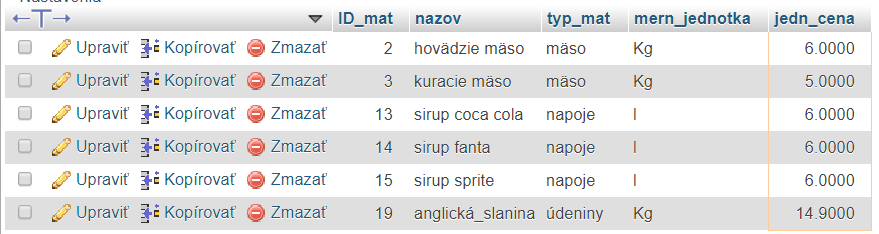 Nastavenia
ID_mat nazov typ_mat mern_jednotka jedn_cena
Upraviť Kopírovať Zmazať 2 hovädzie mäso mäso Kg 6.0000
Upraviť Kopírovať Zmazať 3 kuracie mäso mäso Kg 5.0000
Upraviť Kopírovať Zmazať 13 sirup coca cola napoje l 6.0000
Upraviť Kopírovať Zmazať 14 sirup fanta napoje l 6.0000
Upraviť Kopírovať Zmazať 15 sirup sprite napoje l 6.0000
Upraviť Kopírovať Zmazať 19 anglická_slanina údeniny Kg 14.9000